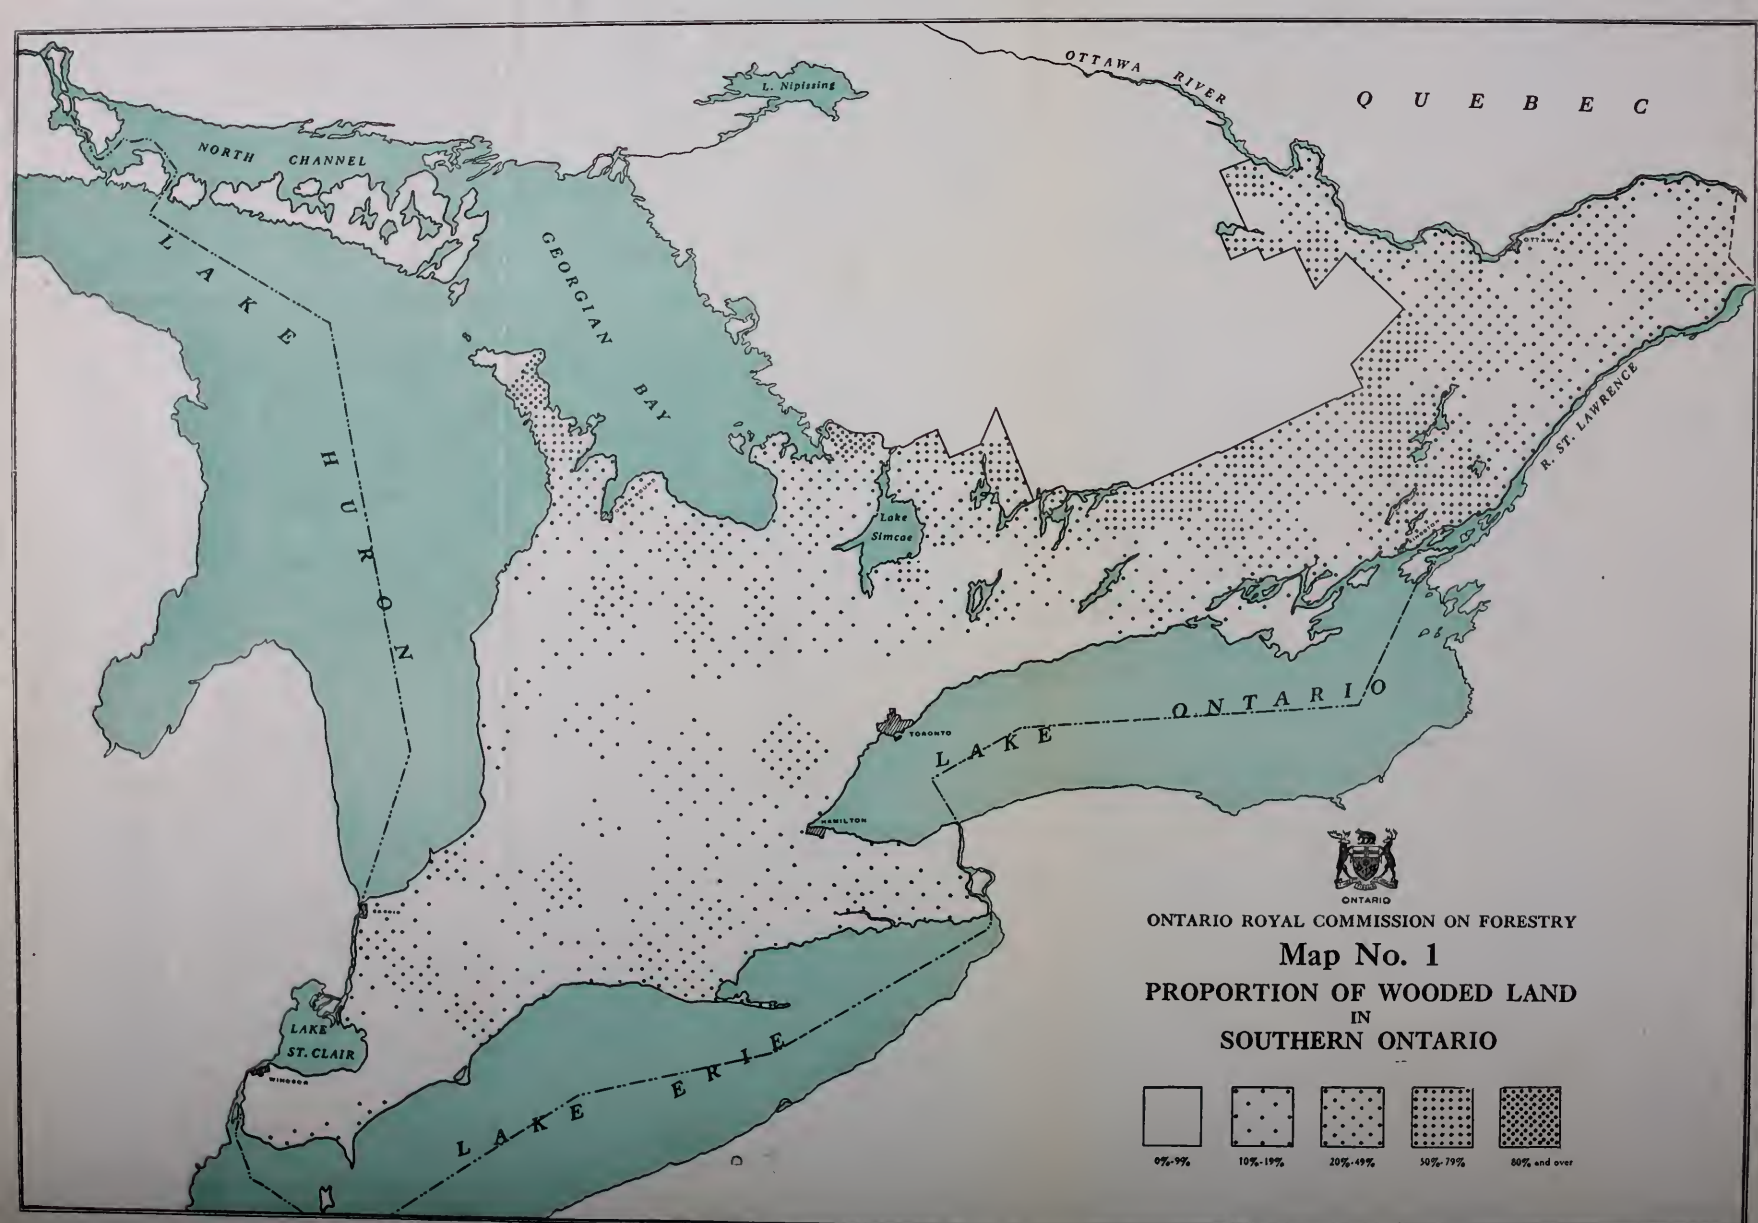 OTTAWA RIVER
QUEBEC
L. Nipissing
NORTH CHANNEL
GEORGIAN BAY
LAKE HURON
OTTAWA
R. ST. LAWRENCE
Lake
Simcoe
LAKE ONTARIO
TORONTO
HAMILTON
LAKE
ST. CLAIR
WINDSOR
LAKE ERIE
ONTARIO
ONTARIO ROYAL COMMISSION ON FORESTRY
Map No. 1
PROPORTION OF WOODED LAND
IN
SOUTHERN ONTARIO
0%-9% 10%-19% 20%-49% 50%-79% 80% and over